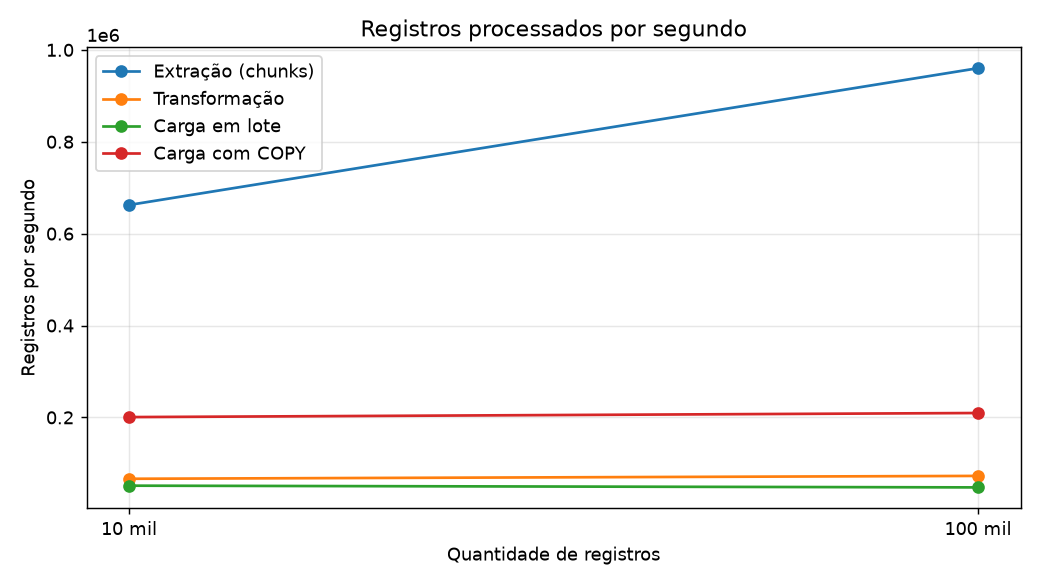 Registros processados por segundo
1e6
1.0
0.8
0.6
0.4
0.2
Registros por segundo
Extração (chunks)
Transformação
Carga em lote
Carga com COPY
10 mil
100 mil
Quantidade de registros